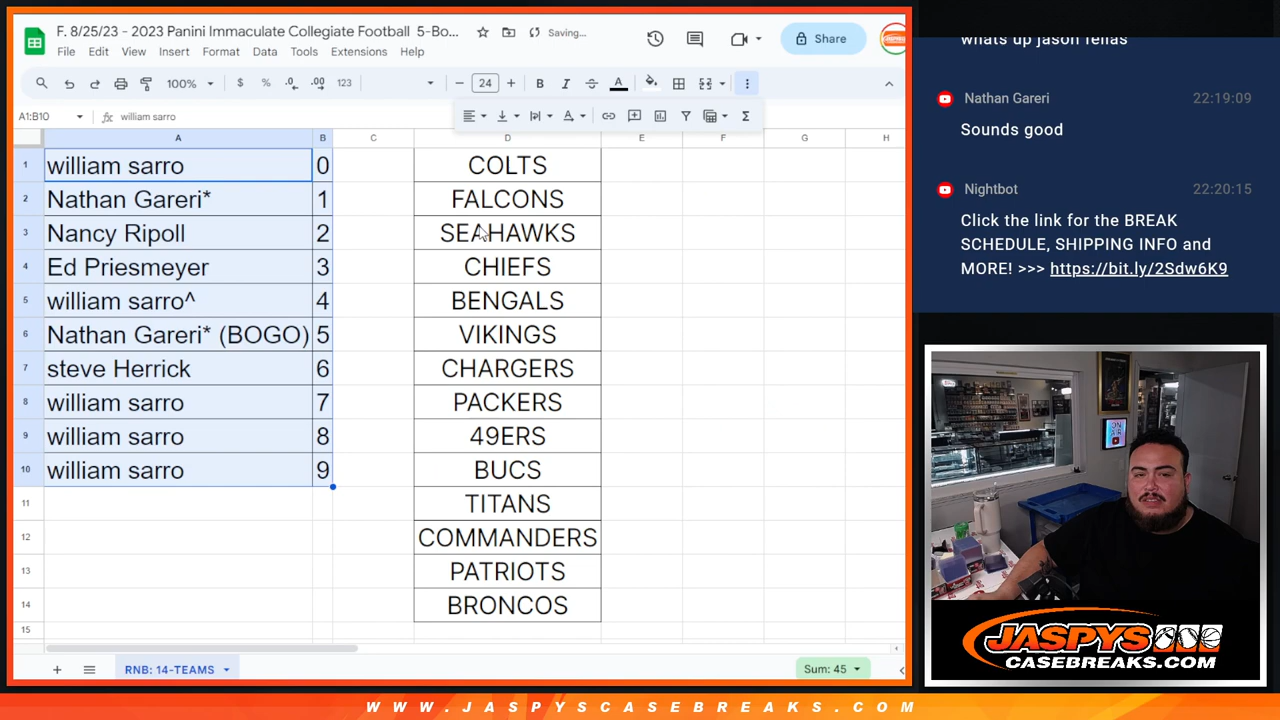 F. 8/25/23 - 2023 Panini Immaculate Collegiate Football 5-Bo...
Saving...
Share
File Edit View Insert Format Data Tools Extensions Help
100% $ % .0 .00 123 24 B I A
A1:B10 fx william sarro
A B C D E F G H
1 william sarro 0 COLTS
2 Nathan Gareri* 1 FALCONS
3 Nancy Ripoll 2 SEAHAWKS
4 Ed Priesmeyer 3 CHIEFS
5 william sarro^ 4 BENGALS
6 Nathan Gareri* (BOGO) 5 VIKINGS
7 steve Herrick 6 CHARGERS
8 william sarro 7 PACKERS
9 william sarro 8 49ERS
10 william sarro 9 BUCS
11 TITANS
12 COMMANDERS
13 PATRIOTS
14 BRONCOS
15
RNB: 14-TEAMS
Sum: 45
Nathan Gareri 22:19:09
Sounds good
Nightbot 22:20:15
Click the link for the BREAK
SCHEDULE, SHIPPING INFO and
MORE! >>> https://bit.ly/2Sdw6K9
JASPYS
CASEBREAKS.COM
WWW.JASPYSCASEBREAKS.COM